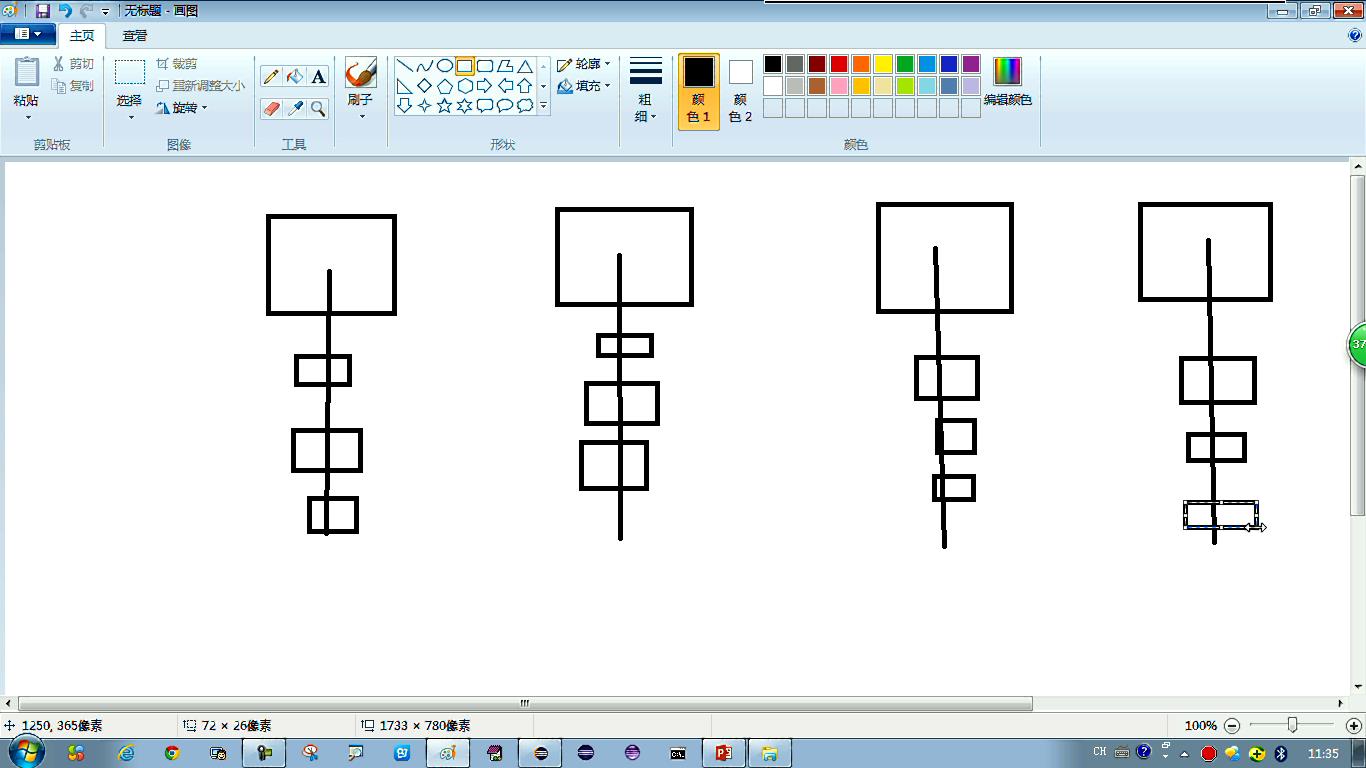 无标题 - 画图
主页
查看
粘贴
剪切
复制
剪贴板
选择
裁剪
重新调整大小
旋转
图像
A
工具
刷子
轮廓
填充
形状
粗
细
颜
色 1
颜
色 2
编辑颜色
颜色
37
1250, 365像素
72 × 26像素
1733 × 780像素
100%
CH
11:35